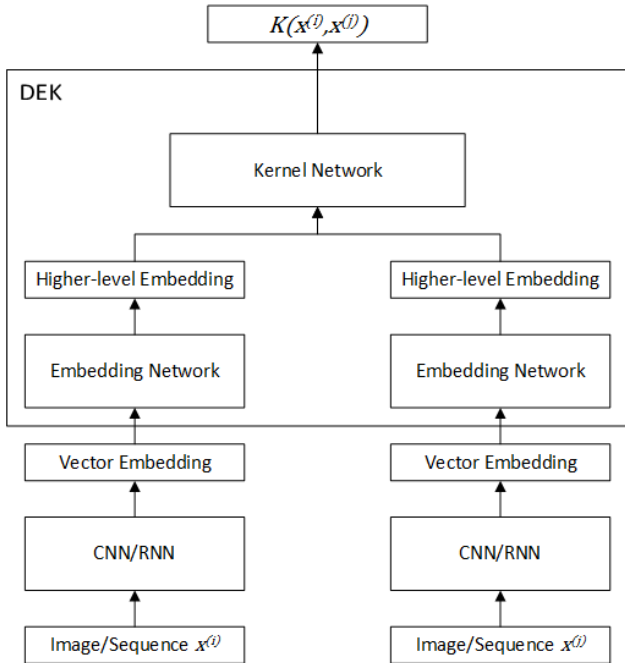 K(x⁽ⁱ⁾,x⁽ʲ⁾)
DEK
Kernel Network
Higher-level Embedding
Higher-level Embedding
Embedding Network
Embedding Network
Vector Embedding
Vector Embedding
CNN/RNN
CNN/RNN
Image/Sequence x⁽ⁱ⁾
Image/Sequence x⁽ʲ⁾